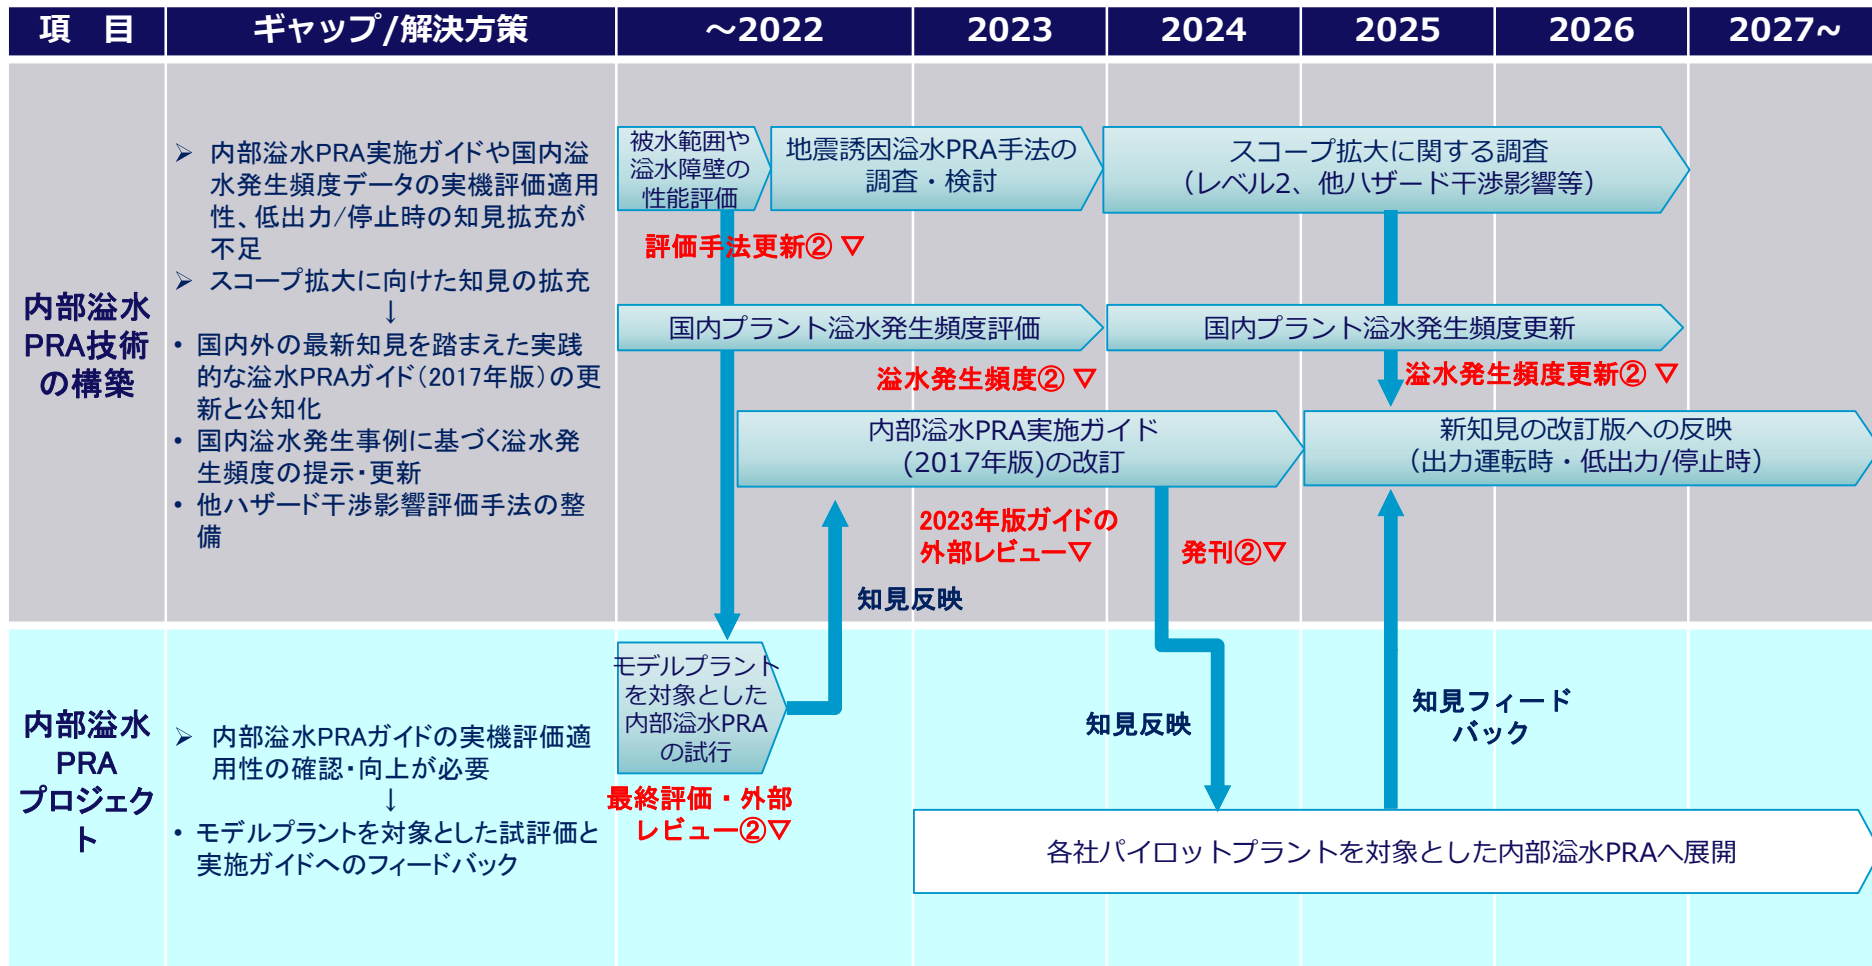 項 目
ギャップ/解決方策
～2022
2023
2024
2025
2026
2027~
内部溢水
PRA技術
の構築
➢ 内部溢水PRA実施ガイドや国内溢
水発生頻度データの実機評価適用
性、低出力/停止時の知見拡充が
不足
➢ スコープ拡大に向けた知見の拡充
↓
• 国内外の最新知見を踏まえた実践
的な溢水PRAガイド（2017年版）の更
新と公知化
• 国内溢水発生事例に基づく溢水発
生頻度の提示・更新
• 他ハザード干渉影響評価手法の整
備
被水範囲や
溢水障壁の
性能評価
地震誘因溢水PRA手法の
調査・検討
スコープ拡大に関する調査
（レベル2、他ハザード干渉影響等）
評価手法更新② ▽
国内プラント溢水発生頻度評価
国内プラント溢水発生頻度更新
溢水発生頻度② ▽
溢水発生頻度更新② ▽
内部溢水PRA実施ガイド
(2017年版)の改訂
新知見の改訂版への反映
（出力運転時・低出力/停止時）
2023年版ガイドの
外部レビュー▽
発刊②▽
知見反映
内部溢水
PRA
プロジェク
ト
➢ 内部溢水PRAガイドの実機評価適
用性の確認・向上が必要
↓
• モデルプラントを対象とした試評価と
実施ガイドへのフィードバック
モデルプラント
を対象とした
内部溢水PRA
の試行
最終評価・外部
レビュー②▽
知見反映
知見フィード
バック
各社パイロットプラントを対象とした内部溢水PRAへ展開